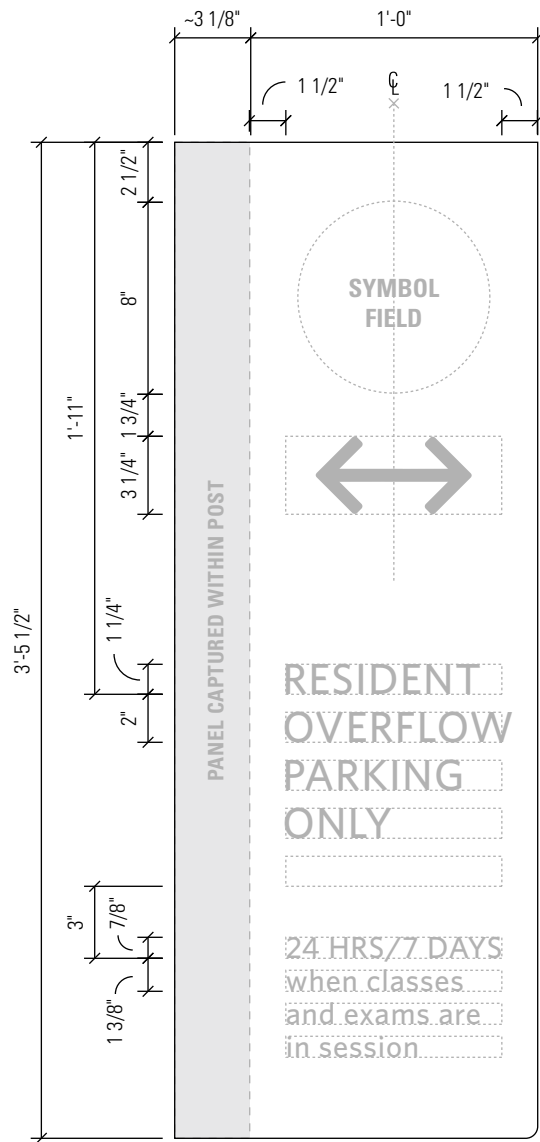 ~3 1/8"
1'-0"
1 1/2"
CL
1 1/2"
2 1/2"
8"
1 3/4"
3 1/4"
1'-11"
3'-5 1/2"
1 1/4"
2"
3"
7/8"
1 3/8"
PANEL CAPTURED WITHIN POST
SYMBOL
FIELD
RESIDENT
OVERFLOW
PARKING
ONLY
24 HRS/7 DAYS
when classes
and exams are
in session